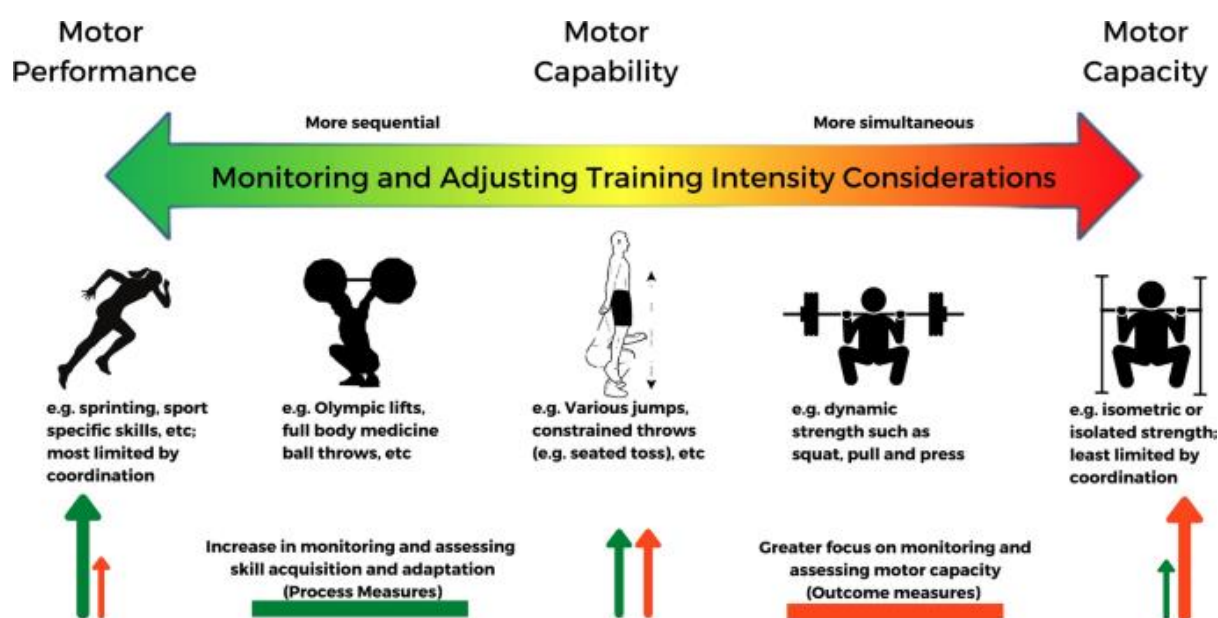 Motor
Performance
Motor
Capability
Motor
Capacity
More sequential
More simultaneous
Monitoring and Adjusting Training Intensity Considerations
e.g. sprinting, sport
specific skills, etc;
most limited by
coordination
e.g. Olympic lifts,
full body medicine
ball throws, etc
e.g. Various jumps,
constrained throws
(e.g. seated toss), etc
e.g. dynamic
strength such as
squat, pull and press
e.g. isometric or
isolated strength;
least limited by
coordination
Increase in monitoring and assessing
skill acquisition and adaptation
(Process Measures)
Greater focus on monitoring and
assessing motor capacity
(Outcome measures)